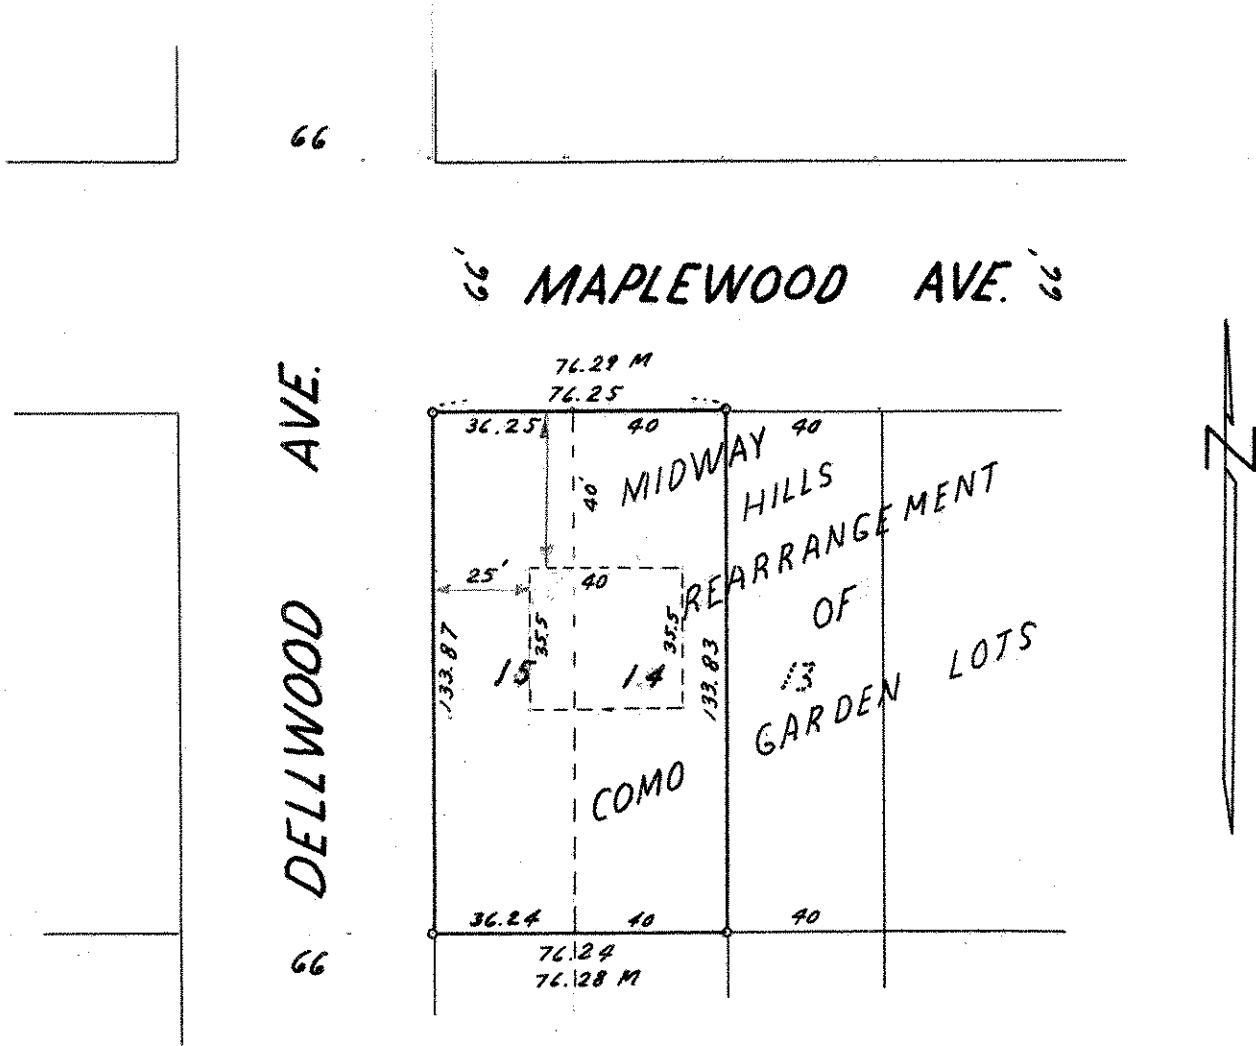 66
66' MAPLEWOOD AVE. 66'
DELLWOOD AVE.
76.29 M
76.25
36.25 40 40
40'
MIDWAY
HILLS
REARRANGEMENT
OF
COMO GARDEN LOTS
25'
40
35.5 35.5
133.87 133.83
15 14 13
36.24 40 40
76.24
76.28 M
66
N